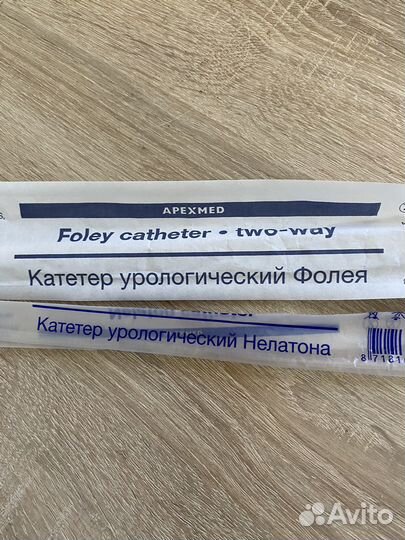 APEXMED
Foley catheter • two-way
Катетер урологический Фолея
Катетер урологический Нелатона
Avito